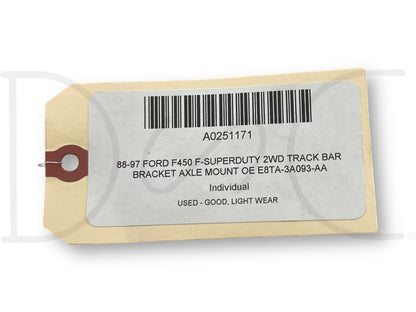 A0251171
88-97 FORD F450 F-SUPERDUTY 2WD TRACK BAR
BRACKET AXLE MOUNT OE E8TA-3A093-AA
Individual
USED - GOOD, LIGHT WEAR